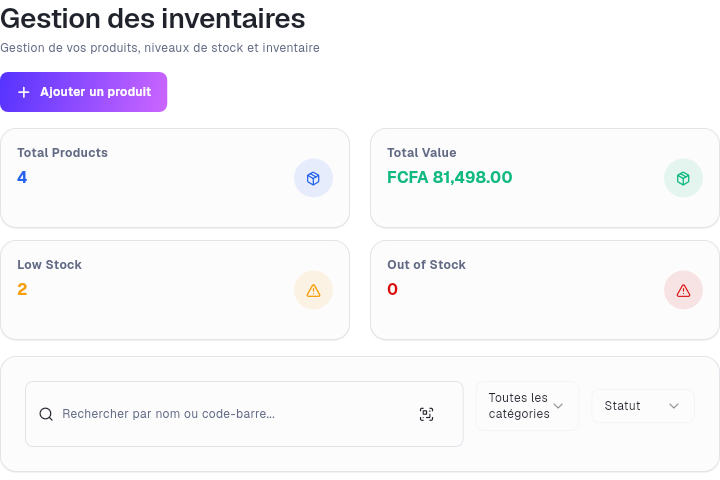 Gestion des inventaires
Gestion de vos produits, niveaux de stock et inventaire
Ajouter un produit
Total Products
4
Total Value
FCFA 81,498.00
Low Stock
2
Out of Stock
0
Rechercher par nom ou code-barre...
Toutes les
catégories
Statut